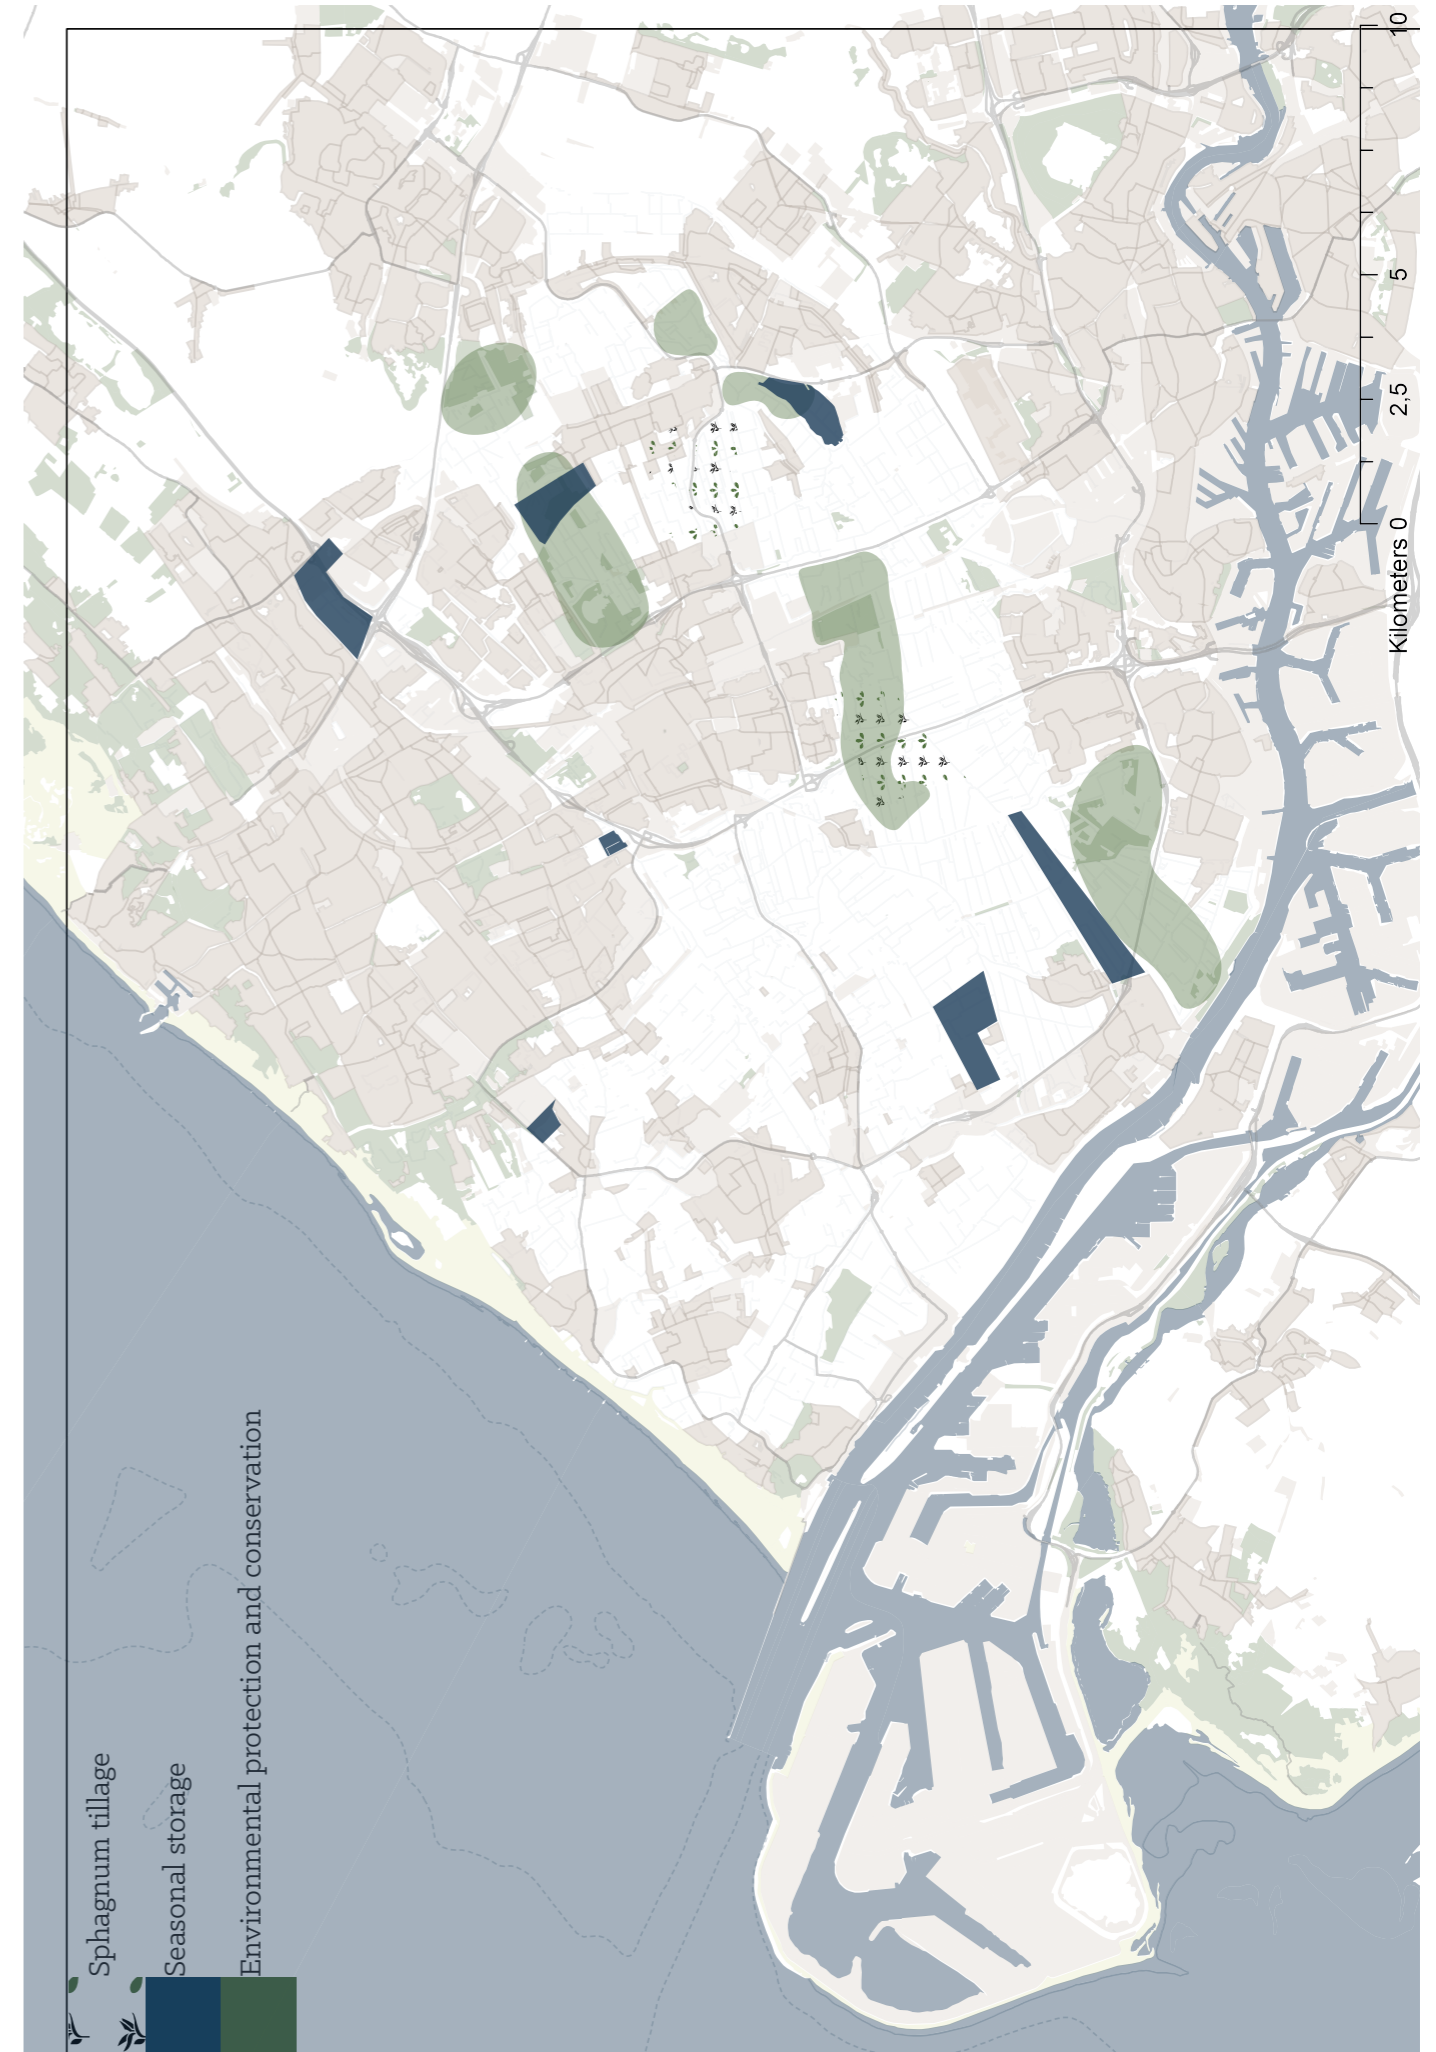 Sphagnum tillage
Seasonal storage
Environmental protection and conservation
Kilometers 0 2,5 5 10